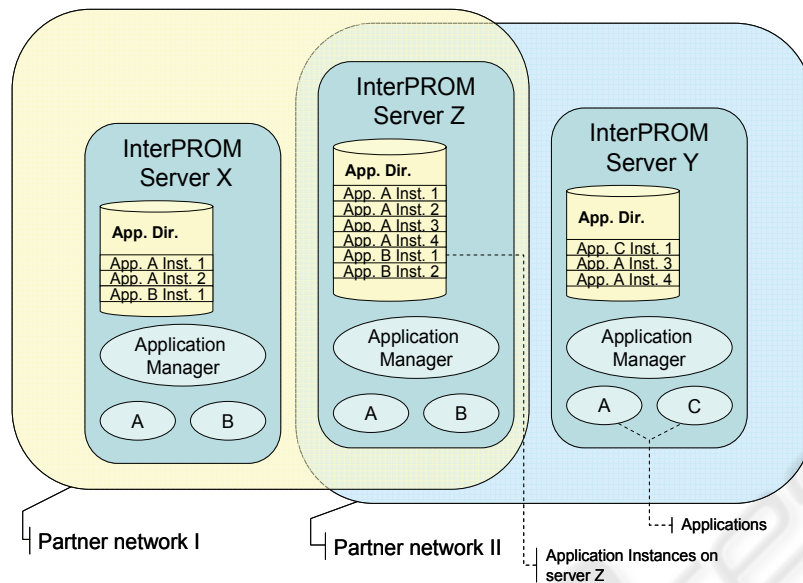 InterPROM
Server X
App. Dir.
App. A Inst. 1
App. A Inst. 2
App. B Inst. 1
Application
Manager
A
B
InterPROM
Server Z
App. Dir.
App. A Inst. 1
App. A Inst. 2
App. A Inst. 3
App. A Inst. 4
App. B Inst. 1
App. B Inst. 2
Application
Manager
A
B
InterPROM
Server Y
App. Dir.
App. C Inst. 1
App. A Inst. 3
App. A Inst. 4
Application
Manager
A
C
Partner network I
Partner network II
Applications
Application Instances on
server Z